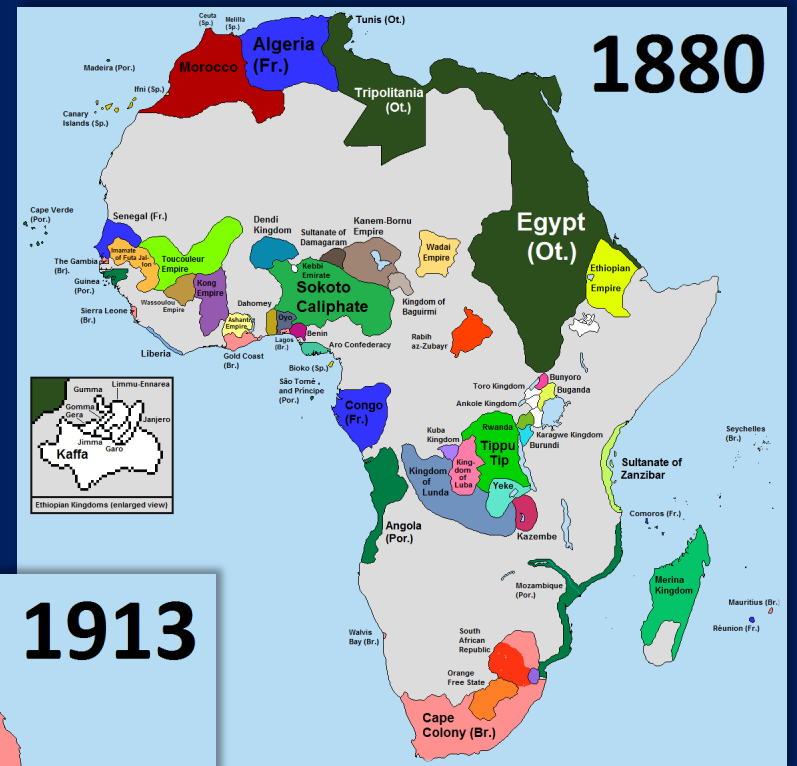 Ceuta
(Sp.)
Melilla
(Sp.)
Tunis (Ot.)
1880
Algeria
(Fr.)
Morocco
Madeira (Por.)
Ifni (Sp.)
Tripolitania
(Ot.)
Canary
Islands (Sp.)
Cape Verde
(Por.)
Senegal (Fr.)
Dendi
Kingdom
Kanem-Bornu
Empire
Sultanate of
Damagaram
Egypt
(Ot.)
Imamate
of Futa Jal-
lon
Toucouleur
Empire
Wadai
Empire
The Gambia
(Br).
Kebbi
Emirate
Ethiopian
Empire
Guinea
(Por.)
Kong
Empire
Sokoto
Caliphate
Wassoulou
Empire
Dahomey
Kingdom of
Baguirmi
Sierra Leone
(Br.)
Ashanti
Empire
Oyo
Benin
Lagos
(Br.)
Aro Confederacy
Rabih
az-Zubayr
Liberia
Gold Coast
(Br.)
Bioko (Sp.)
São Tomé
and Principe
(Por.)
Bunyoro
Toro Kingdom
Buganda
Ankole Kingdom
Limmu-Ennarea
Gumma
Gomma
Gera
Janjero
Jimma
Garo
Kaffa
Ethiopian Kingdoms (enlarged view)
Congo
(Fr.)
Kuba
Kingdom
Rwanda
Karagwe Kingdom
Burundi
Tippu
Tip
Seychelles
(Br.)
Kingdom
of
Lunda
King-
dom
of
Luba
Yeke
Sultanate of
Zanzibar
Angola
(Por.)
Kazembe
Comoros (Fr.)
Mozambique
(Por.)
Merina
Kingdom
Mauritius (Br.)
Réunion (Fr.)
1913
Walvis
Bay (Br.)
South
African
Republic
Orange
Free State
Cape
Colony (Br.)